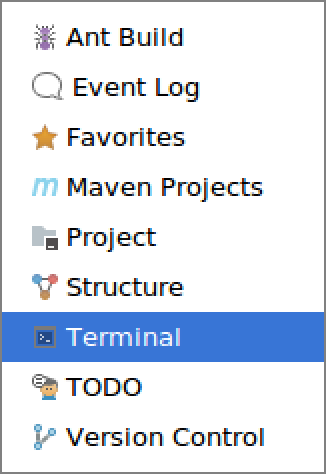 Ant Build
Event Log
Favorites
Maven Projects
Project
Structure
Terminal
TODO
Version Control